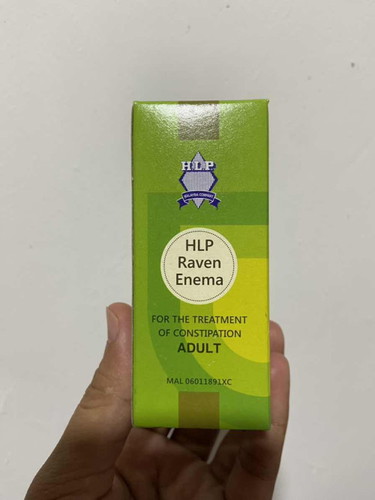 HLP
HLP
Raven
Enema
FOR THE TREATMENT
OF CONSTIPATION
ADULT
MAL 06011891XC